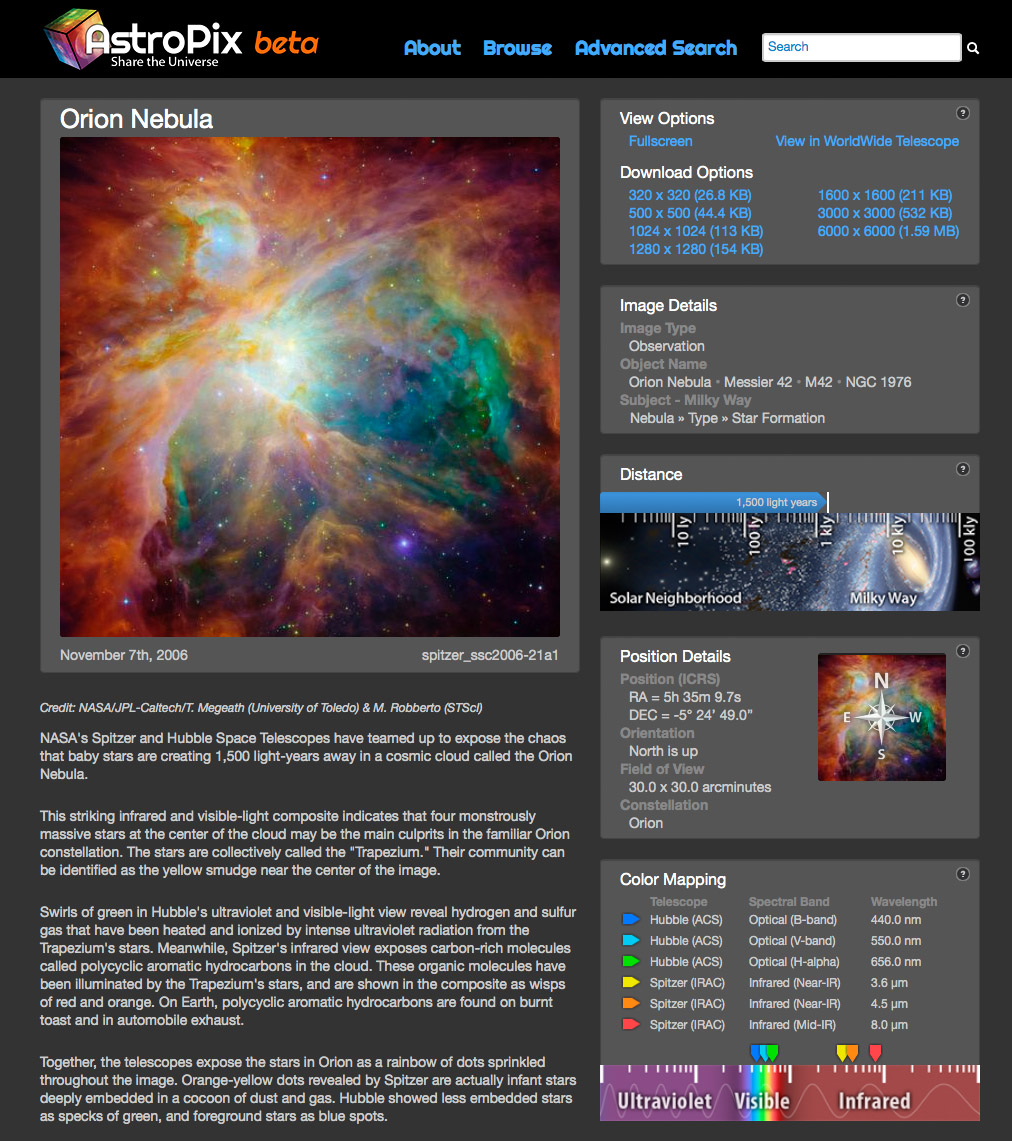 AstroPix beta
Share the Universe
About Browse Advanced Search
Search
Orion Nebula
November 7th, 2006 spitzer_ssc2006-21a1
Credit: NASA/JPL-Caltech/T. Megeath (University of Toledo) & M. Robberto (STScI)
NASA's Spitzer and Hubble Space Telescopes have teamed up to expose the chaos
that baby stars are creating 1,500 light-years away in a cosmic cloud called the Orion
Nebula.
This striking infrared and visible-light composite indicates that four monstrously
massive stars at the center of the cloud may be the main culprits in the familiar Orion
constellation. The stars are collectively called the "Trapezium." Their community can
be identified as the yellow smudge near the center of the image.
Swirls of green in Hubble's ultraviolet and visible-light view reveal hydrogen and sulfur
gas that have been heated and ionized by intense ultraviolet radiation from the
Trapezium's stars. Meanwhile, Spitzer's infrared view exposes carbon-rich molecules
called polycyclic aromatic hydrocarbons in the cloud. These organic molecules have
been illuminated by the Trapezium's stars, and are shown in the composite as wisps
of red and orange. On Earth, polycyclic aromatic hydrocarbons are found on burnt
toast and in automobile exhaust.
Together, the telescopes expose the stars in Orion as a rainbow of dots sprinkled
throughout the image. Orange-yellow dots revealed by Spitzer are actually infant stars
deeply embedded in a cocoon of dust and gas. Hubble showed less embedded stars
as specks of green, and foreground stars as blue spots.
View Options ?
Fullscreen View in WorldWide Telescope
Download Options
320 x 320 (26.8 KB) 1600 x 1600 (211 KB)
500 x 500 (44.4 KB) 3000 x 3000 (532 KB)
1024 x 1024 (113 KB) 6000 x 6000 (1.59 MB)
1280 x 1280 (154 KB)
Image Details ?
Image Type
Observation
Object Name
Orion Nebula • Messier 42 • M42 • NGC 1976
Subject - Milky Way
Nebula » Type » Star Formation
Distance ?
1,500 light years
10 ly 100 ly 1 kly 10 kly 100 kly
Solar Neighborhood Milky Way
Position Details ?
Position (ICRS)
RA = 5h 35m 9.7s
DEC = -5° 24’ 49.0”
Orientation
North is up
Field of View
30.0 x 30.0 arcminutes
Constellation
Orion
N
E W
S
Color Mapping ?
Telescope Spectral Band Wavelength
Hubble (ACS) Optical (B-band) 440.0 nm
Hubble (ACS) Optical (V-band) 550.0 nm
Hubble (ACS) Optical (H-alpha) 656.0 nm
Spitzer (IRAC) Infrared (Near-IR) 3.6 µm
Spitzer (IRAC) Infrared (Near-IR) 4.5 µm
Spitzer (IRAC) Infrared (Mid-IR) 8.0 µm
Ultraviolet Visible Infrared